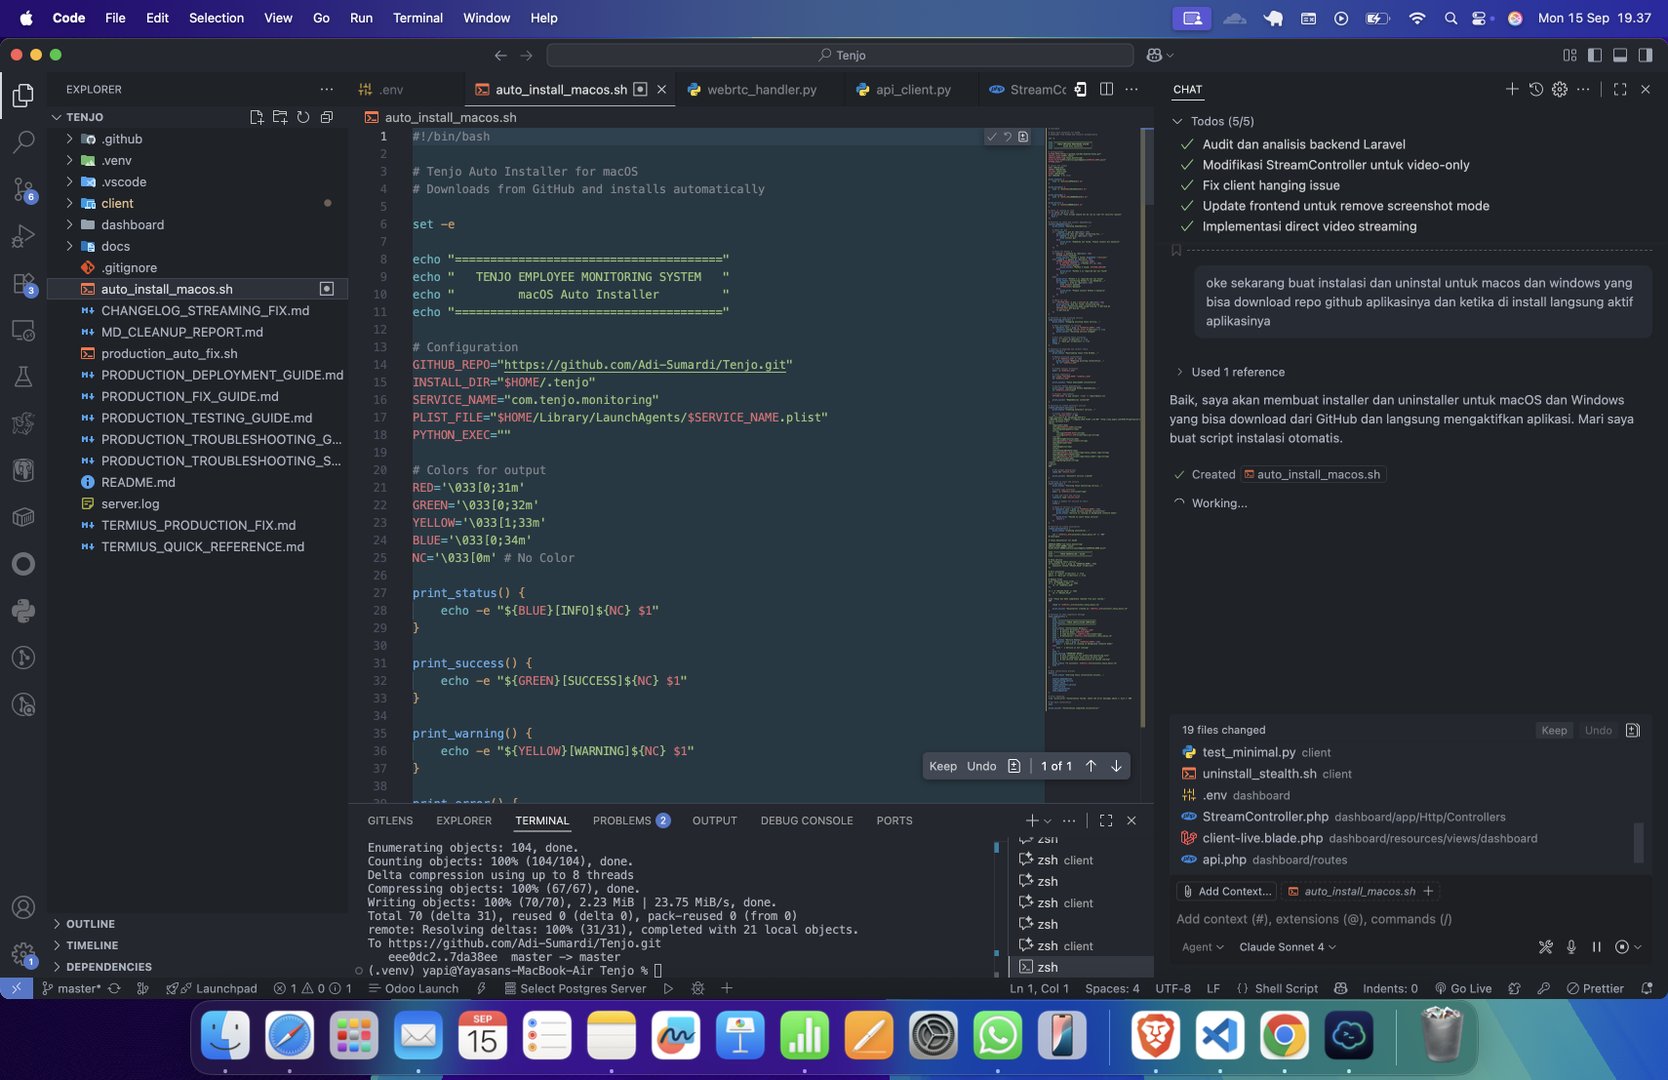 Code File Edit Selection View Go Run Terminal Window Help
Mon 15 Sep 19.37
Tenjo
EXPLORER
TENJO
.github
.venv
.vscode
client
dashboard
docs
.gitignore
auto_install_macos.sh
CHANGELOG_STREAMING_FIX.md
MD_CLEANUP_REPORT.md
production_auto_fix.sh
PRODUCTION_DEPLOYMENT_GUIDE.md
PRODUCTION_FIX_GUIDE.md
PRODUCTION_TESTING_GUIDE.md
PRODUCTION_TROUBLESHOOTING_G...
PRODUCTION_TROUBLESHOOTING_S...
README.md
server.log
TERMIUS_PRODUCTION_FIX.md
TERMIUS_QUICK_REFERENCE.md
OUTLINE
TIMELINE
DEPENDENCIES
6
3
1
.env auto_install_macos.sh webrtc_handler.py api_client.py StreamCo
auto_install_macos.sh
1 #!/bin/bash
2
3 # Tenjo Auto Installer for macOS
4 # Downloads from GitHub and installs automatically
5
6 set -e
7
8 echo "======================================"
9 echo "   TENJO EMPLOYEE MONITORING SYSTEM   "
10 echo "         macOS Auto Installer         "
11 echo "======================================"
12
13 # Configuration
14 GITHUB_REPO="https://github.com/Adi-Sumardi/Tenjo.git"
15 INSTALL_DIR="$HOME/.tenjo"
16 SERVICE_NAME="com.tenjo.monitoring"
17 PLIST_FILE="$HOME/Library/LaunchAgents/$SERVICE_NAME.plist"
18 PYTHON_EXEC=""
19
20 # Colors for output
21 RED='\033[0;31m'
22 GREEN='\033[0;32m'
23 YELLOW='\033[1;33m'
24 BLUE='\033[0;34m'
25 NC='\033[0m' # No Color
26
27 print_status() {
28     echo -e "${BLUE}[INFO]${NC} $1"
29 }
30
31 print_success() {
32     echo -e "${GREEN}[SUCCESS]${NC} $1"
33 }
34
35 print_warning() {
36     echo -e "${YELLOW}[WARNING]${NC} $1"
37 }
38
39 print_error() {
Keep Undo 1 of 1
GITLENS EXPLORER TERMINAL PROBLEMS 2 OUTPUT DEBUG CONSOLE PORTS
Enumerating objects: 104, done.
Counting objects: 100% (104/104), done.
Delta compression using up to 8 threads
Compressing objects: 100% (67/67), done.
Writing objects: 100% (70/70), 2.23 MiB | 23.75 MiB/s, done.
Total 70 (delta 31), reused 0 (delta 0), pack-reused 0 (from 0)
remote: Resolving deltas: 100% (31/31), completed with 21 local objects.
To https://github.com/Adi-Sumardi/Tenjo.git
eee0dc2..7da38ee  master -> master
(.venv) yapi@Yayasans-MacBook-Air Tenjo %
zsh
zsh client
zsh
zsh client
zsh
zsh client
zsh
CHAT
Todos (5/5)
Audit dan analisis backend Laravel
Modifikasi StreamController untuk video-only
Fix client hanging issue
Update frontend untuk remove screenshot mode
Implementasi direct video streaming
oke sekarang buat instalasi dan uninstal untuk macos dan windows yang
bisa download repo github aplikasinya dan ketika di install langsung aktif
aplikasinya
Used 1 reference
Baik, saya akan membuat installer dan uninstaller untuk macOS dan Windows
yang bisa download dari GitHub dan langsung mengaktifkan aplikasi. Mari saya
buat script instalasi otomatis.
Created auto_install_macos.sh
Working...
19 files changed Keep Undo
test_minimal.py client
uninstall_stealth.sh client
.env dashboard
StreamController.php dashboard/app/Http/Controllers
client-live.blade.php dashboard/resources/views/dashboard
api.php dashboard/routes
Add Context... auto_install_macos.sh
Add context (#), extensions (@), commands (/)
Agent Claude Sonnet 4
master* Launchpad 1 0 1 Odoo Launch Select Postgres Server Ln 1, Col 1 Spaces: 4 UTF-8 LF {} Shell Script Indents: 0 Go Live Prettier
SEP
15